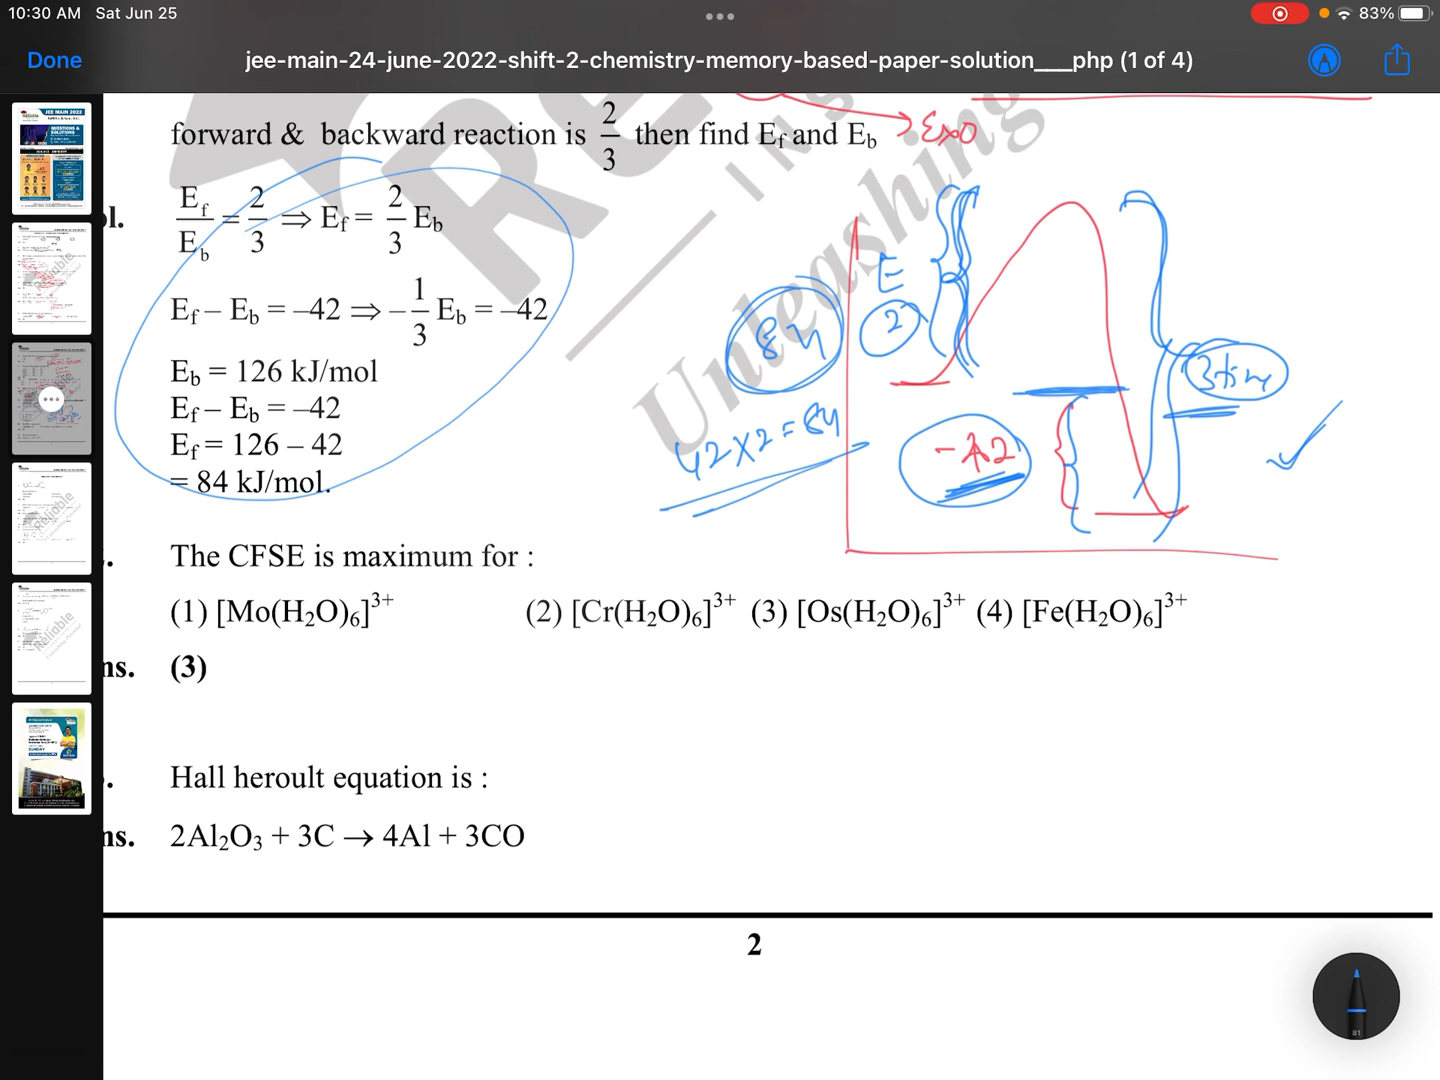 10:30 AM Sat Jun 25
83%
Done
jee-main-24-june-2022-shift-2-chemistry-memory-based-paper-solution___php (1 of 4)
forward & backward reaction is 2/3 then find Ef and Eb → Exo
ol.
Ef/Eb = 2/3 ⇒ Ef = 2/3 Eb
Ef – Eb = –42 ⇒ –1/3 Eb = –42
Eb = 126 kJ/mol
Ef – Eb = –42
Ef = 126 – 42
= 84 kJ/mol.
E
2
84
3 time
42×2=84
-42
Unleashing
The CFSE is maximum for :
(1) [Mo(H₂O)₆]³⁺ (2) [Cr(H₂O)₆]³⁺ (3) [Os(H₂O)₆]³⁺ (4) [Fe(H₂O)₆]³⁺
ns. (3)
Hall heroult equation is :
ns. 2Al₂O₃ + 3C → 4Al + 3CO
2
81